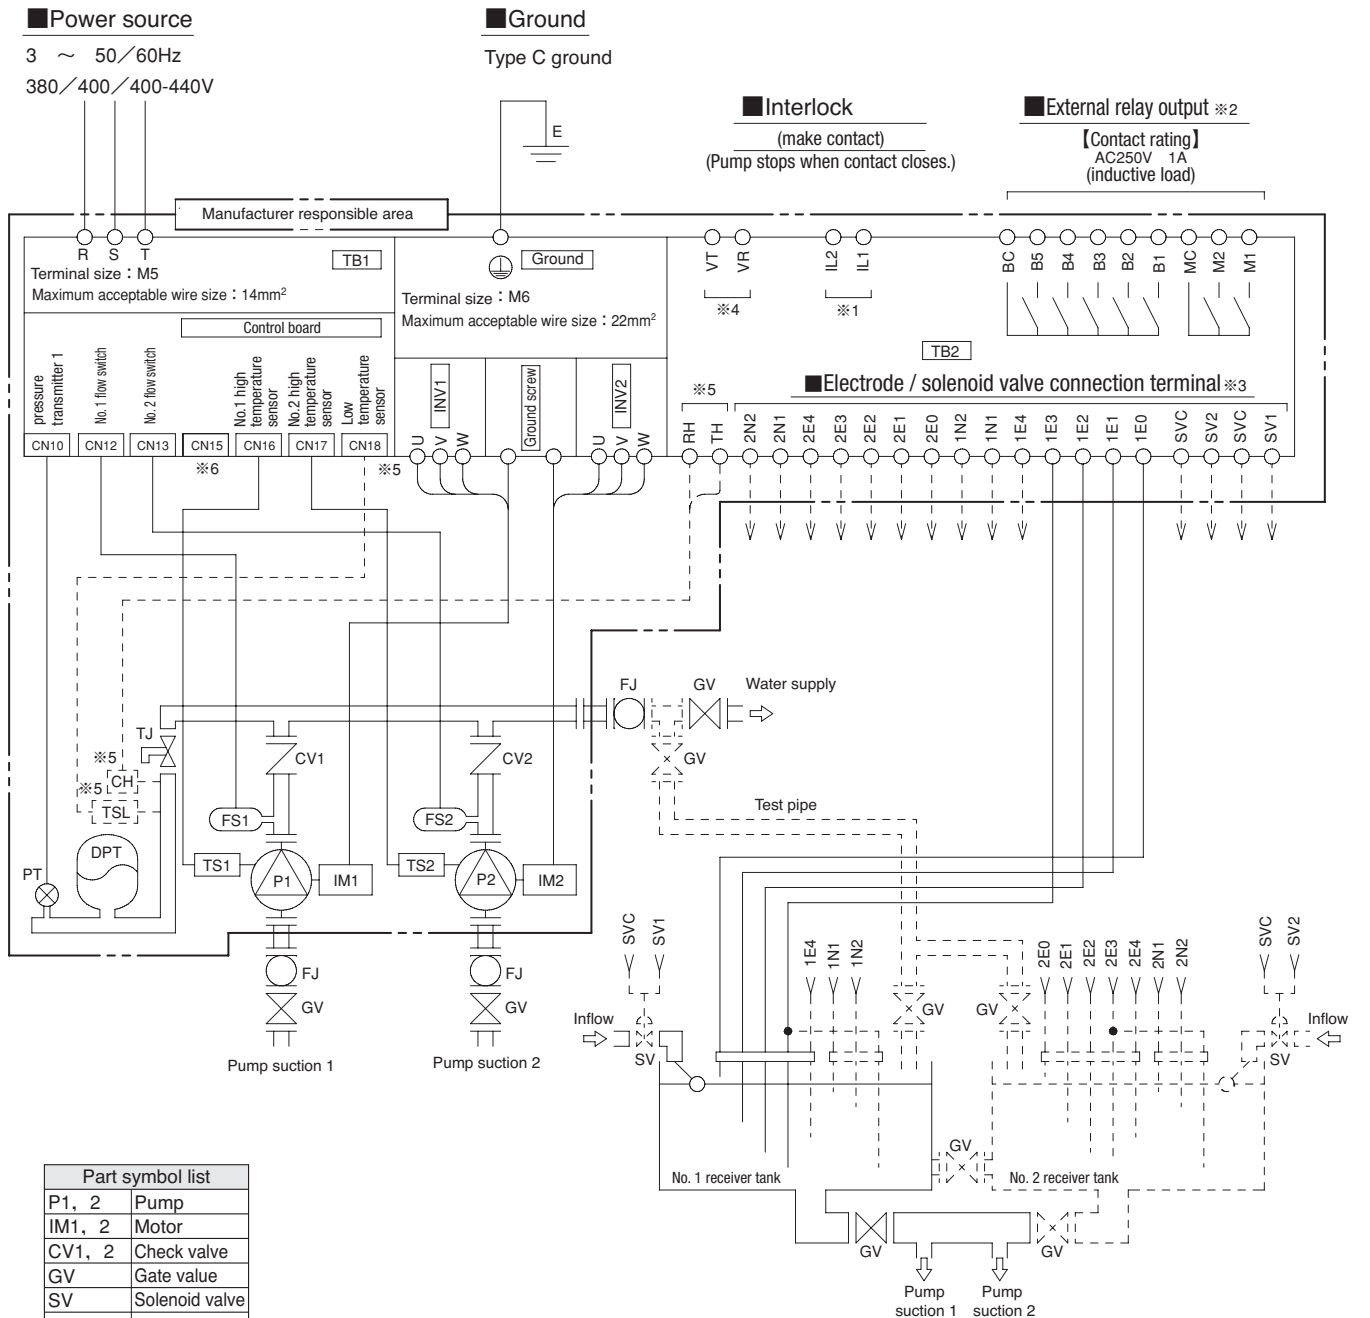 ■Power source
3 ～ 50／60Hz
380／400／400-440V
■Ground
Type C ground
E
■Interlock
(make contact)
(Pump stops when contact closes.)
■External relay output ※2
【Contact rating】
AC250V 1A
(inductive load)
Manufacturer responsible area
R S T
TB1
Terminal size：M5
Maximum acceptable wire size：14mm2
Ground
Terminal size：M6
Maximum acceptable wire size：22mm2
VT VR
※4
IL2 IL1
※1
BC B5 B4 B3 B2 B1 MC M2 M1
TB2
Control board
pressure transmitter 1
No.1 flow switch
No.2 flow switch
No.1 high temperature sensor
No.2 high temperature sensor
Low temperature sensor
CN10 CN12 CN13 CN15 CN16 CN17 CN18
※6
※5
INV1
U V W
Ground screw
INV2
U V W
■Electrode / solenoid valve connection terminal※3
※5
RH TH 2N2 2N1 2E4 2E3 2E2 2E1 2E0 1N2 1N1 1E4 1E3 1E2 1E1 1E0 SVC SV2 SVC SV1
FJ GV Water supply
TJ
CV1 CV2 GV
※5 CH
※5 TSL
Test pipe
FS1 FS2
DPT
PT
TS1 P1 IM1 TS2 P2 IM2
FJ FJ
GV GV
Pump suction 1 Pump suction 2
SVC SV1
1E4 1N1 1N2
GV GV
2E0 2E1 2E2 2E3 2E4 2N1 2N2
SVC SV2
Inflow SV
SV Inflow
GV
No. 1 receiver tank No. 2 receiver tank
GV GV
Pump suction 1
Pump suction 2
Part symbol list
P1, 2 Pump
IM1, 2 Motor
CV1, 2 Check valve
GV Gate value
SV Solenoid valve